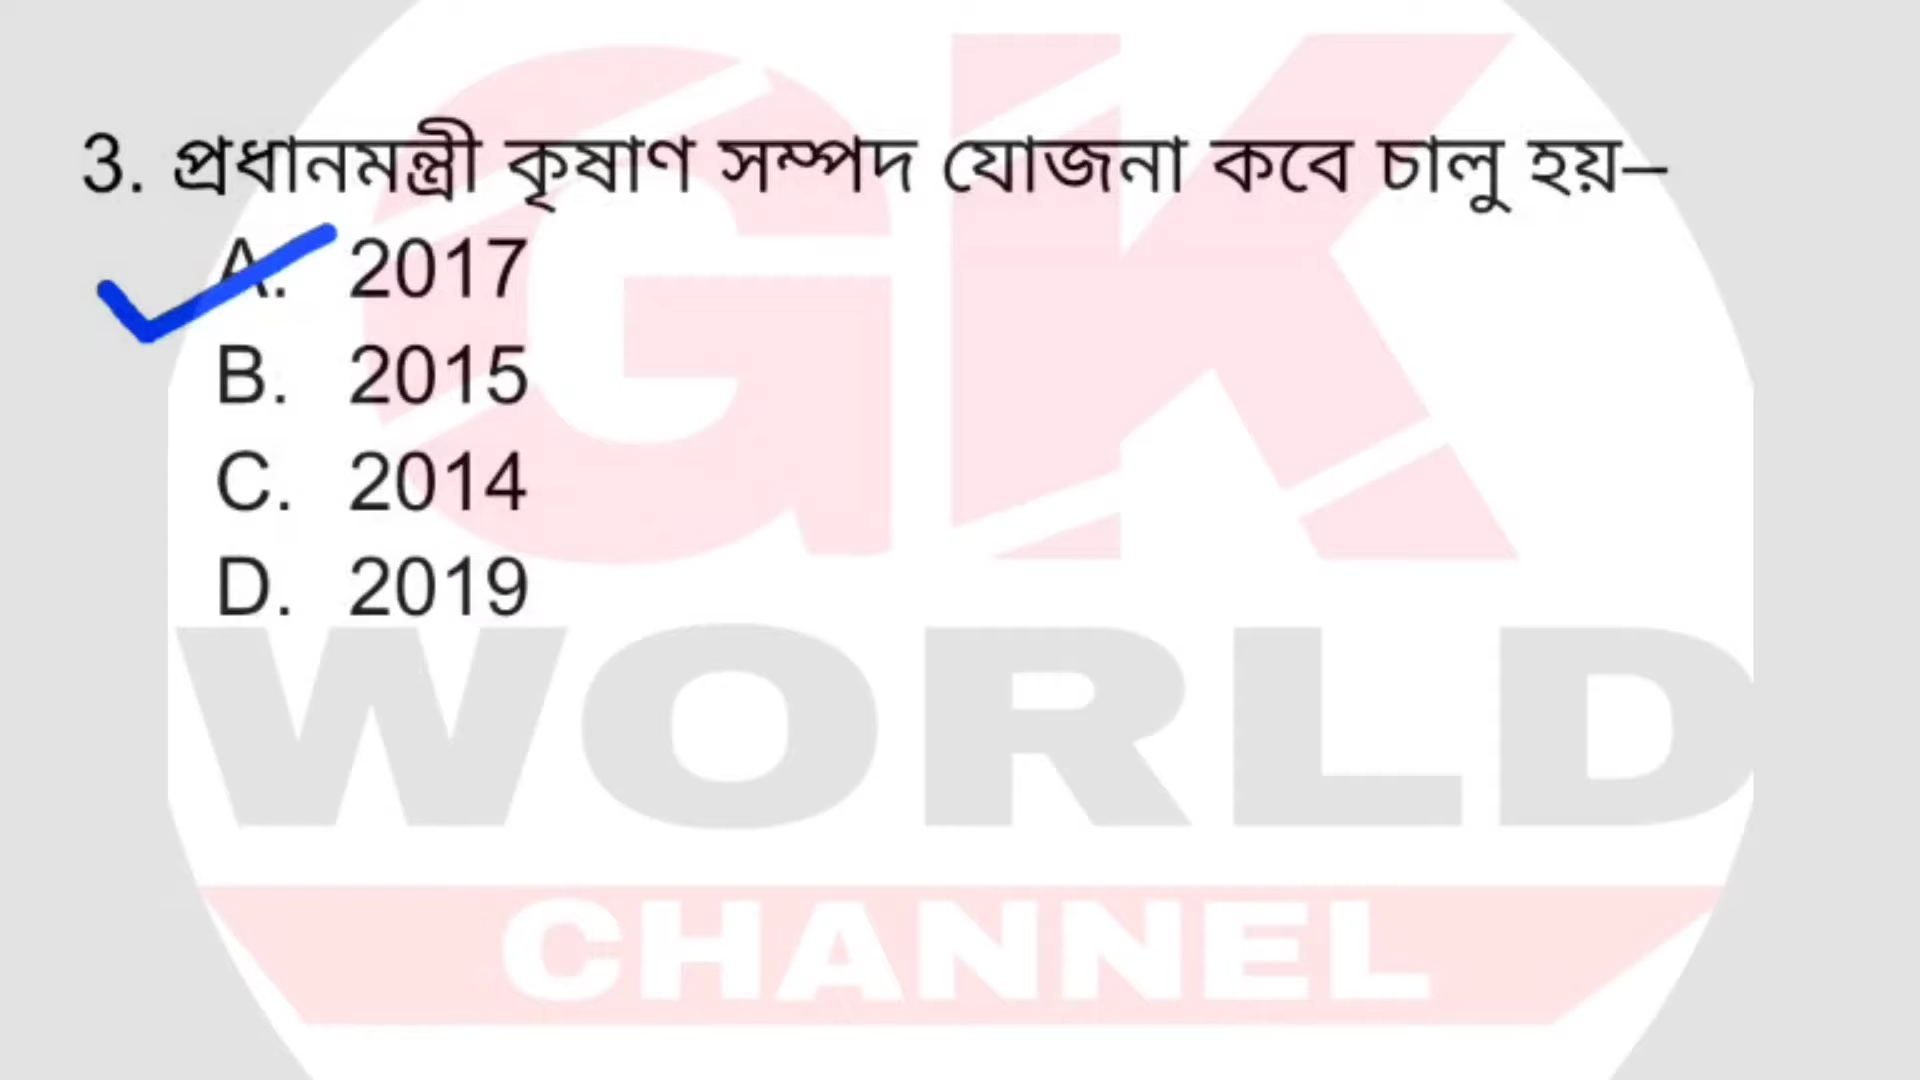 3. প্রধানমন্ত্রী কৃষাণ সম্পদ যোজনা কবে চালু হয়–
A. 2017
B. 2015
C. 2014
D. 2019
GK
WORLD
CHANNEL